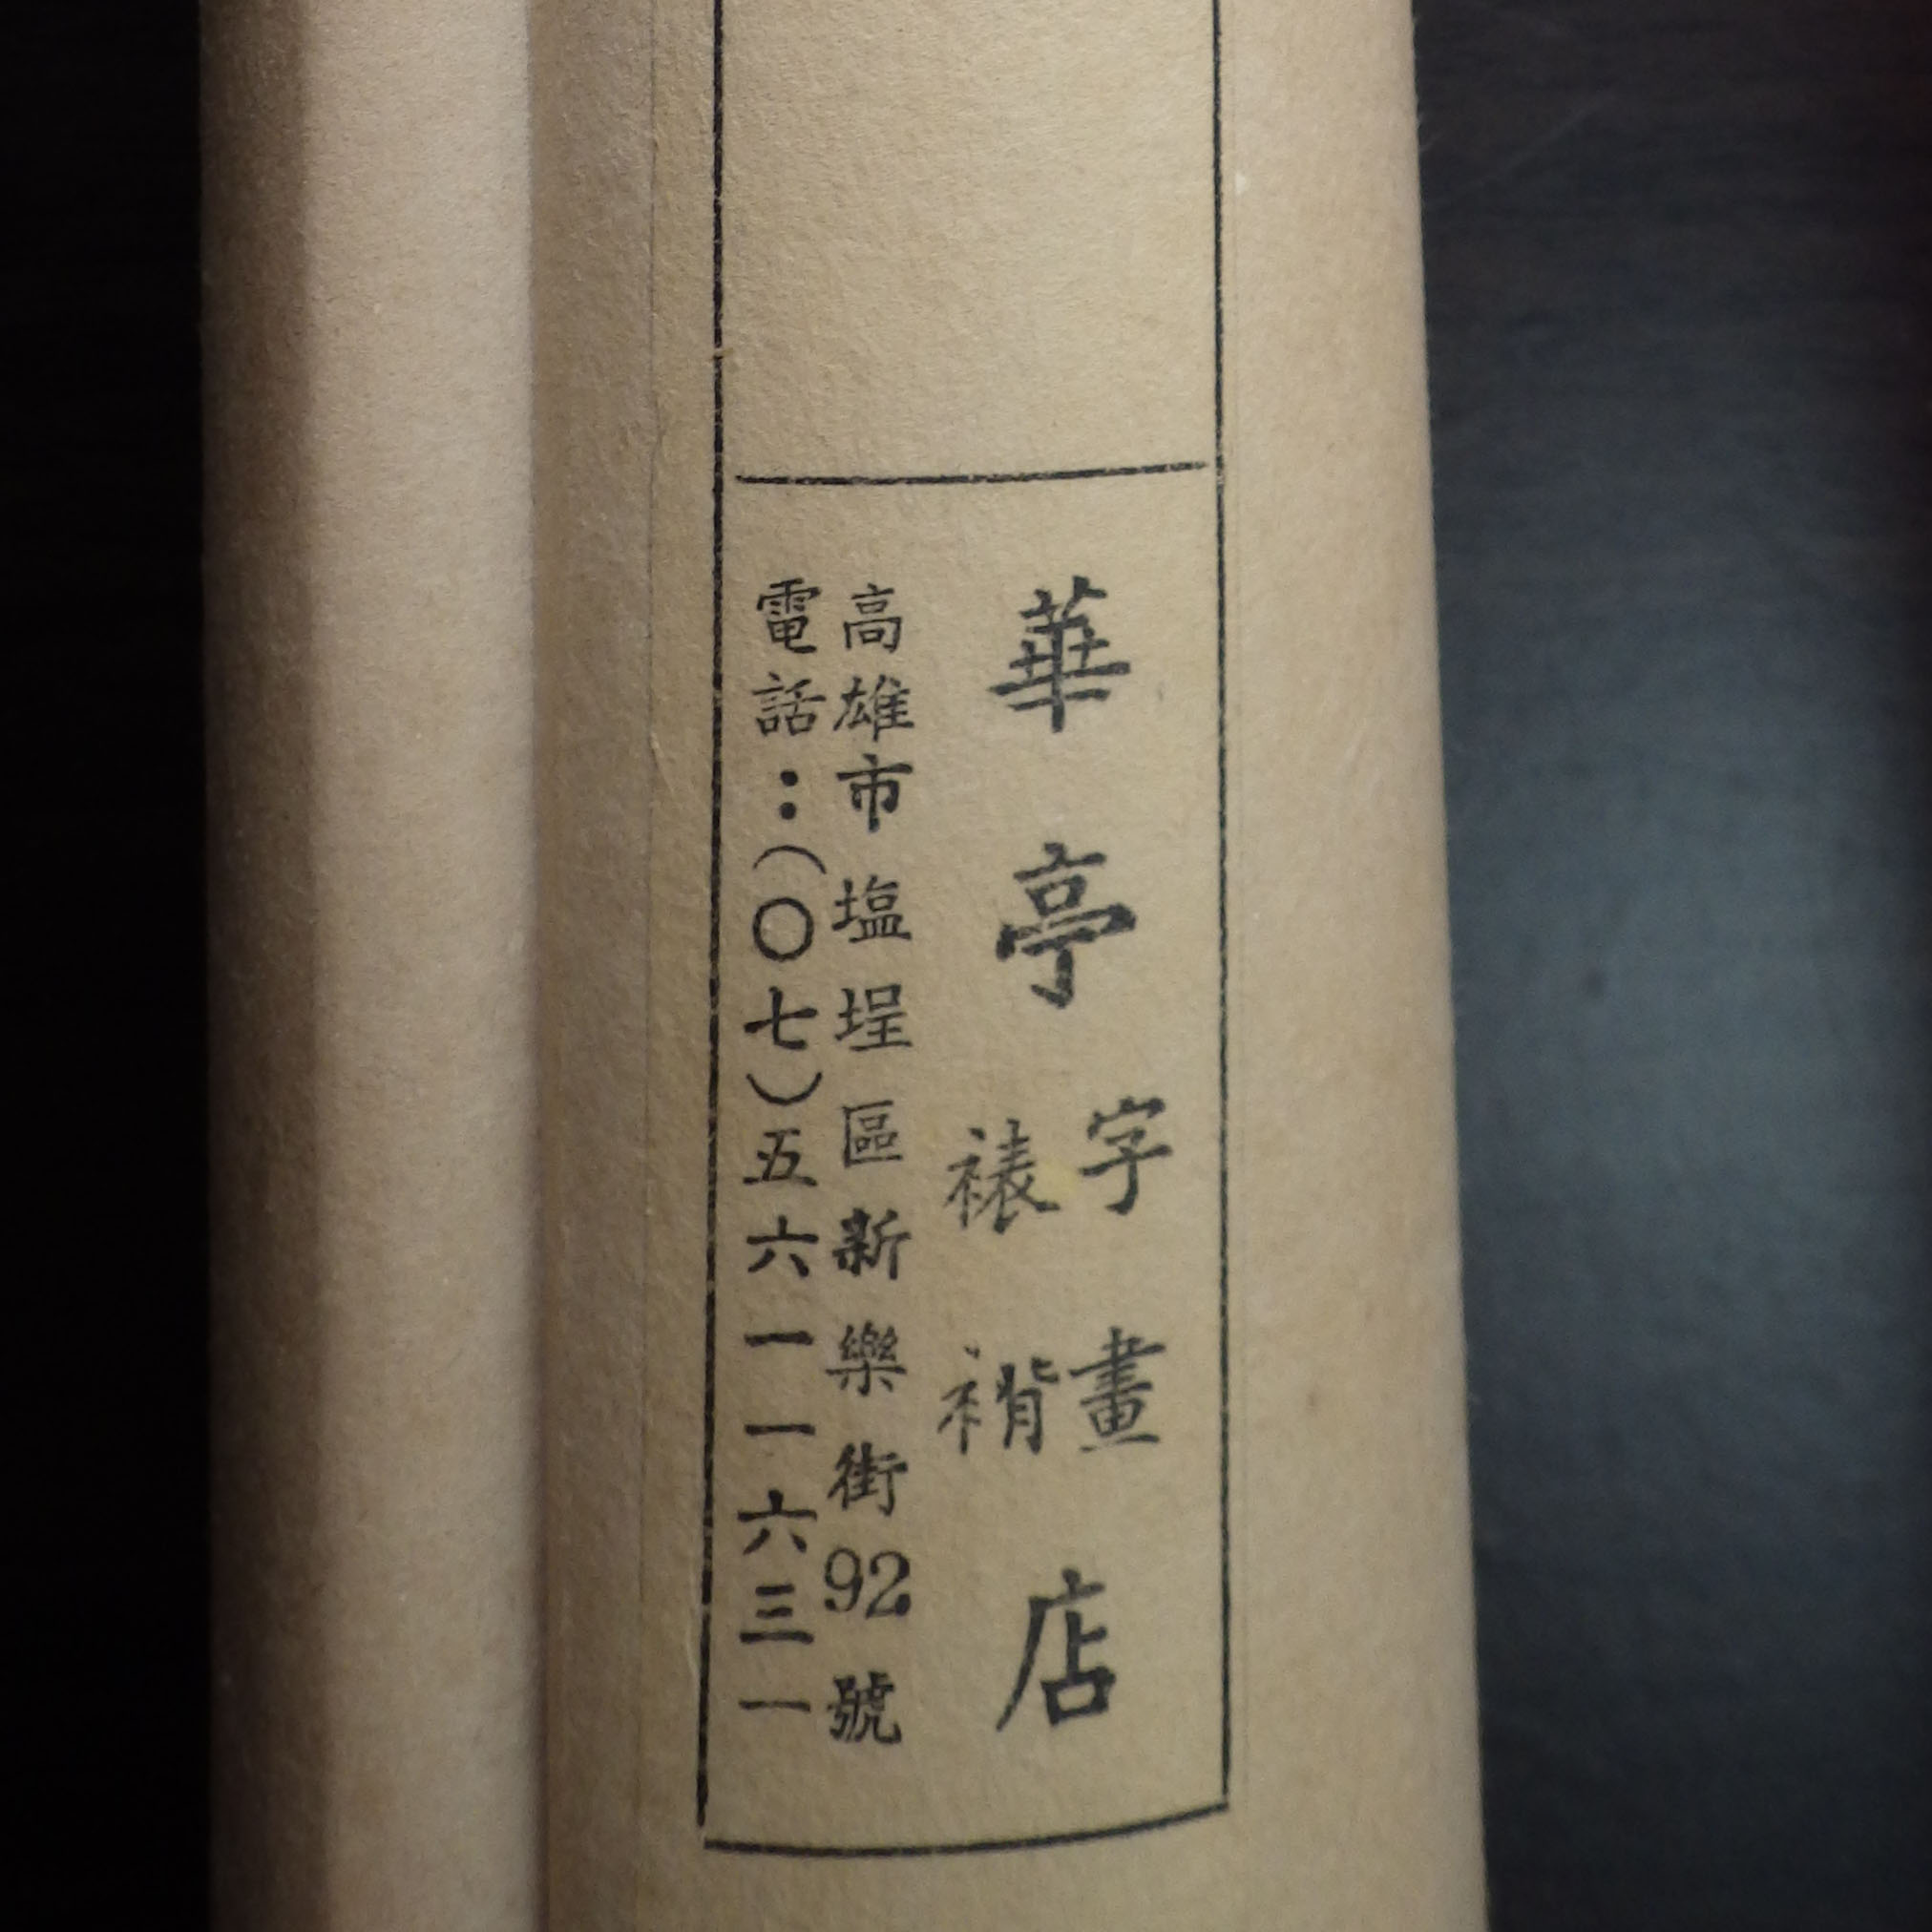 華亭字畫裱褙店
高雄市塩埕區新樂街92號
電話：(〇七)五六一一六三一